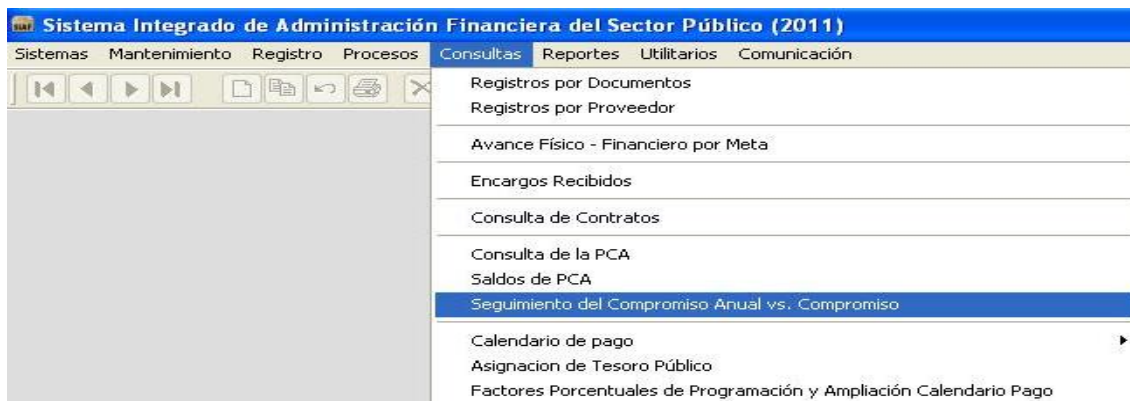 Sistema Integrado de Administración Financiera del Sector Público (2011)
Sistemas Mantenimiento Registro Procesos Consultas Reportes Utilitarios Comunicación
Registros por Documentos
Registros por Proveedor
Avance Físico - Financiero por Meta
Encargos Recibidos
Consulta de Contratos
Consulta de la PCA
Saldos de PCA
Seguimiento del Compromiso Anual vs. Compromiso
Calendario de pago
Asignacion de Tesoro Público
Factores Porcentuales de Programación y Ampliación Calendario Pago